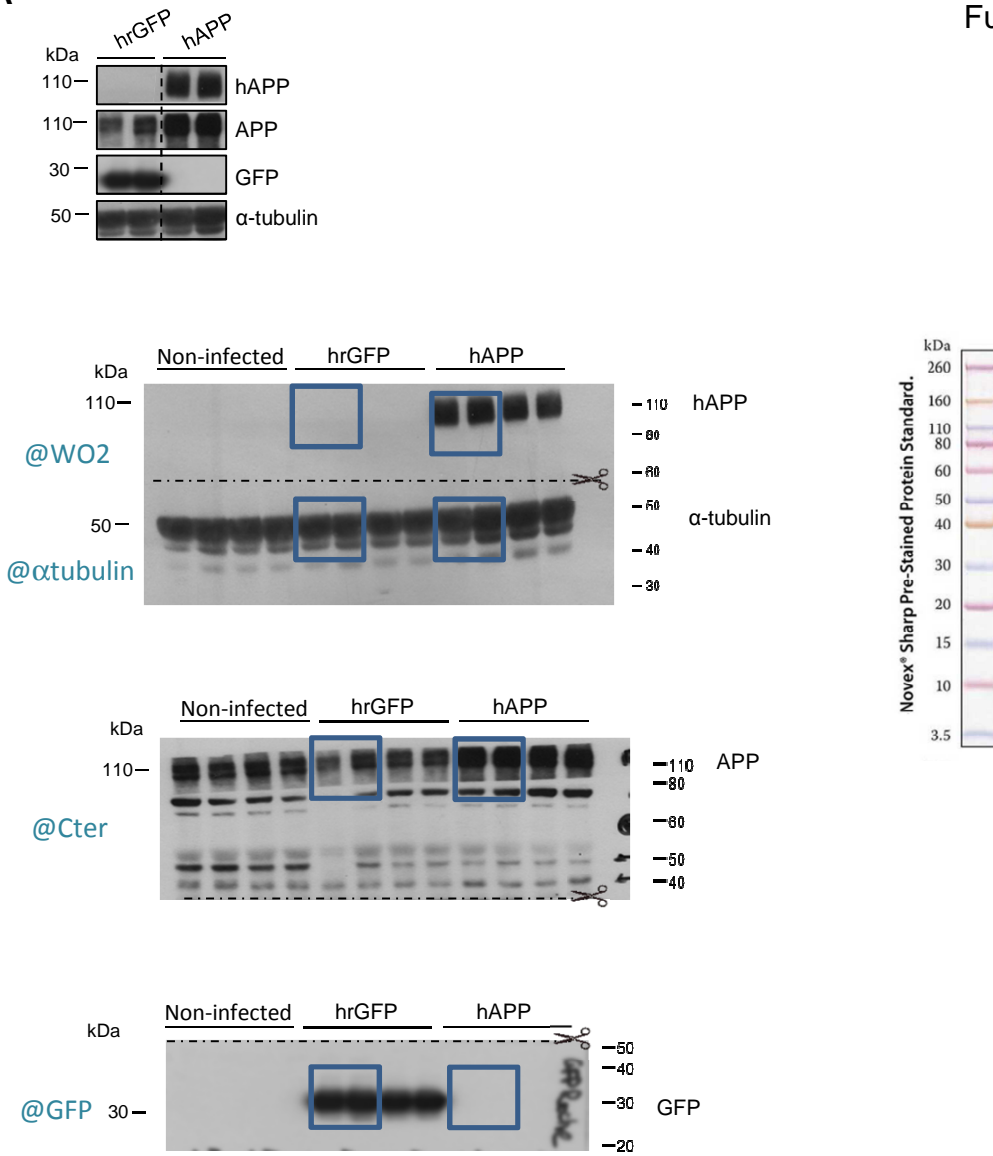 Fu
hrGFP hAPP
kDa
110 hAPP
110 APP
30 GFP
50 α-tubulin
Non-infected hrGFP hAPP
kDa
110 110 hAPP
80
@WO2
60
50 50 α-tubulin
40
@αtubulin
30
kDa
260
160
110
80
60
50
40
30
20
15
10
3.5
Novex® Sharp Pre-Stained Protein Standard.
Non-infected hrGFP hAPP
kDa
110 110 APP
80
@Cter
60
50
40
Non-infected hrGFP hAPP
kDa
50
40
@GFP 30 30 GFP
20